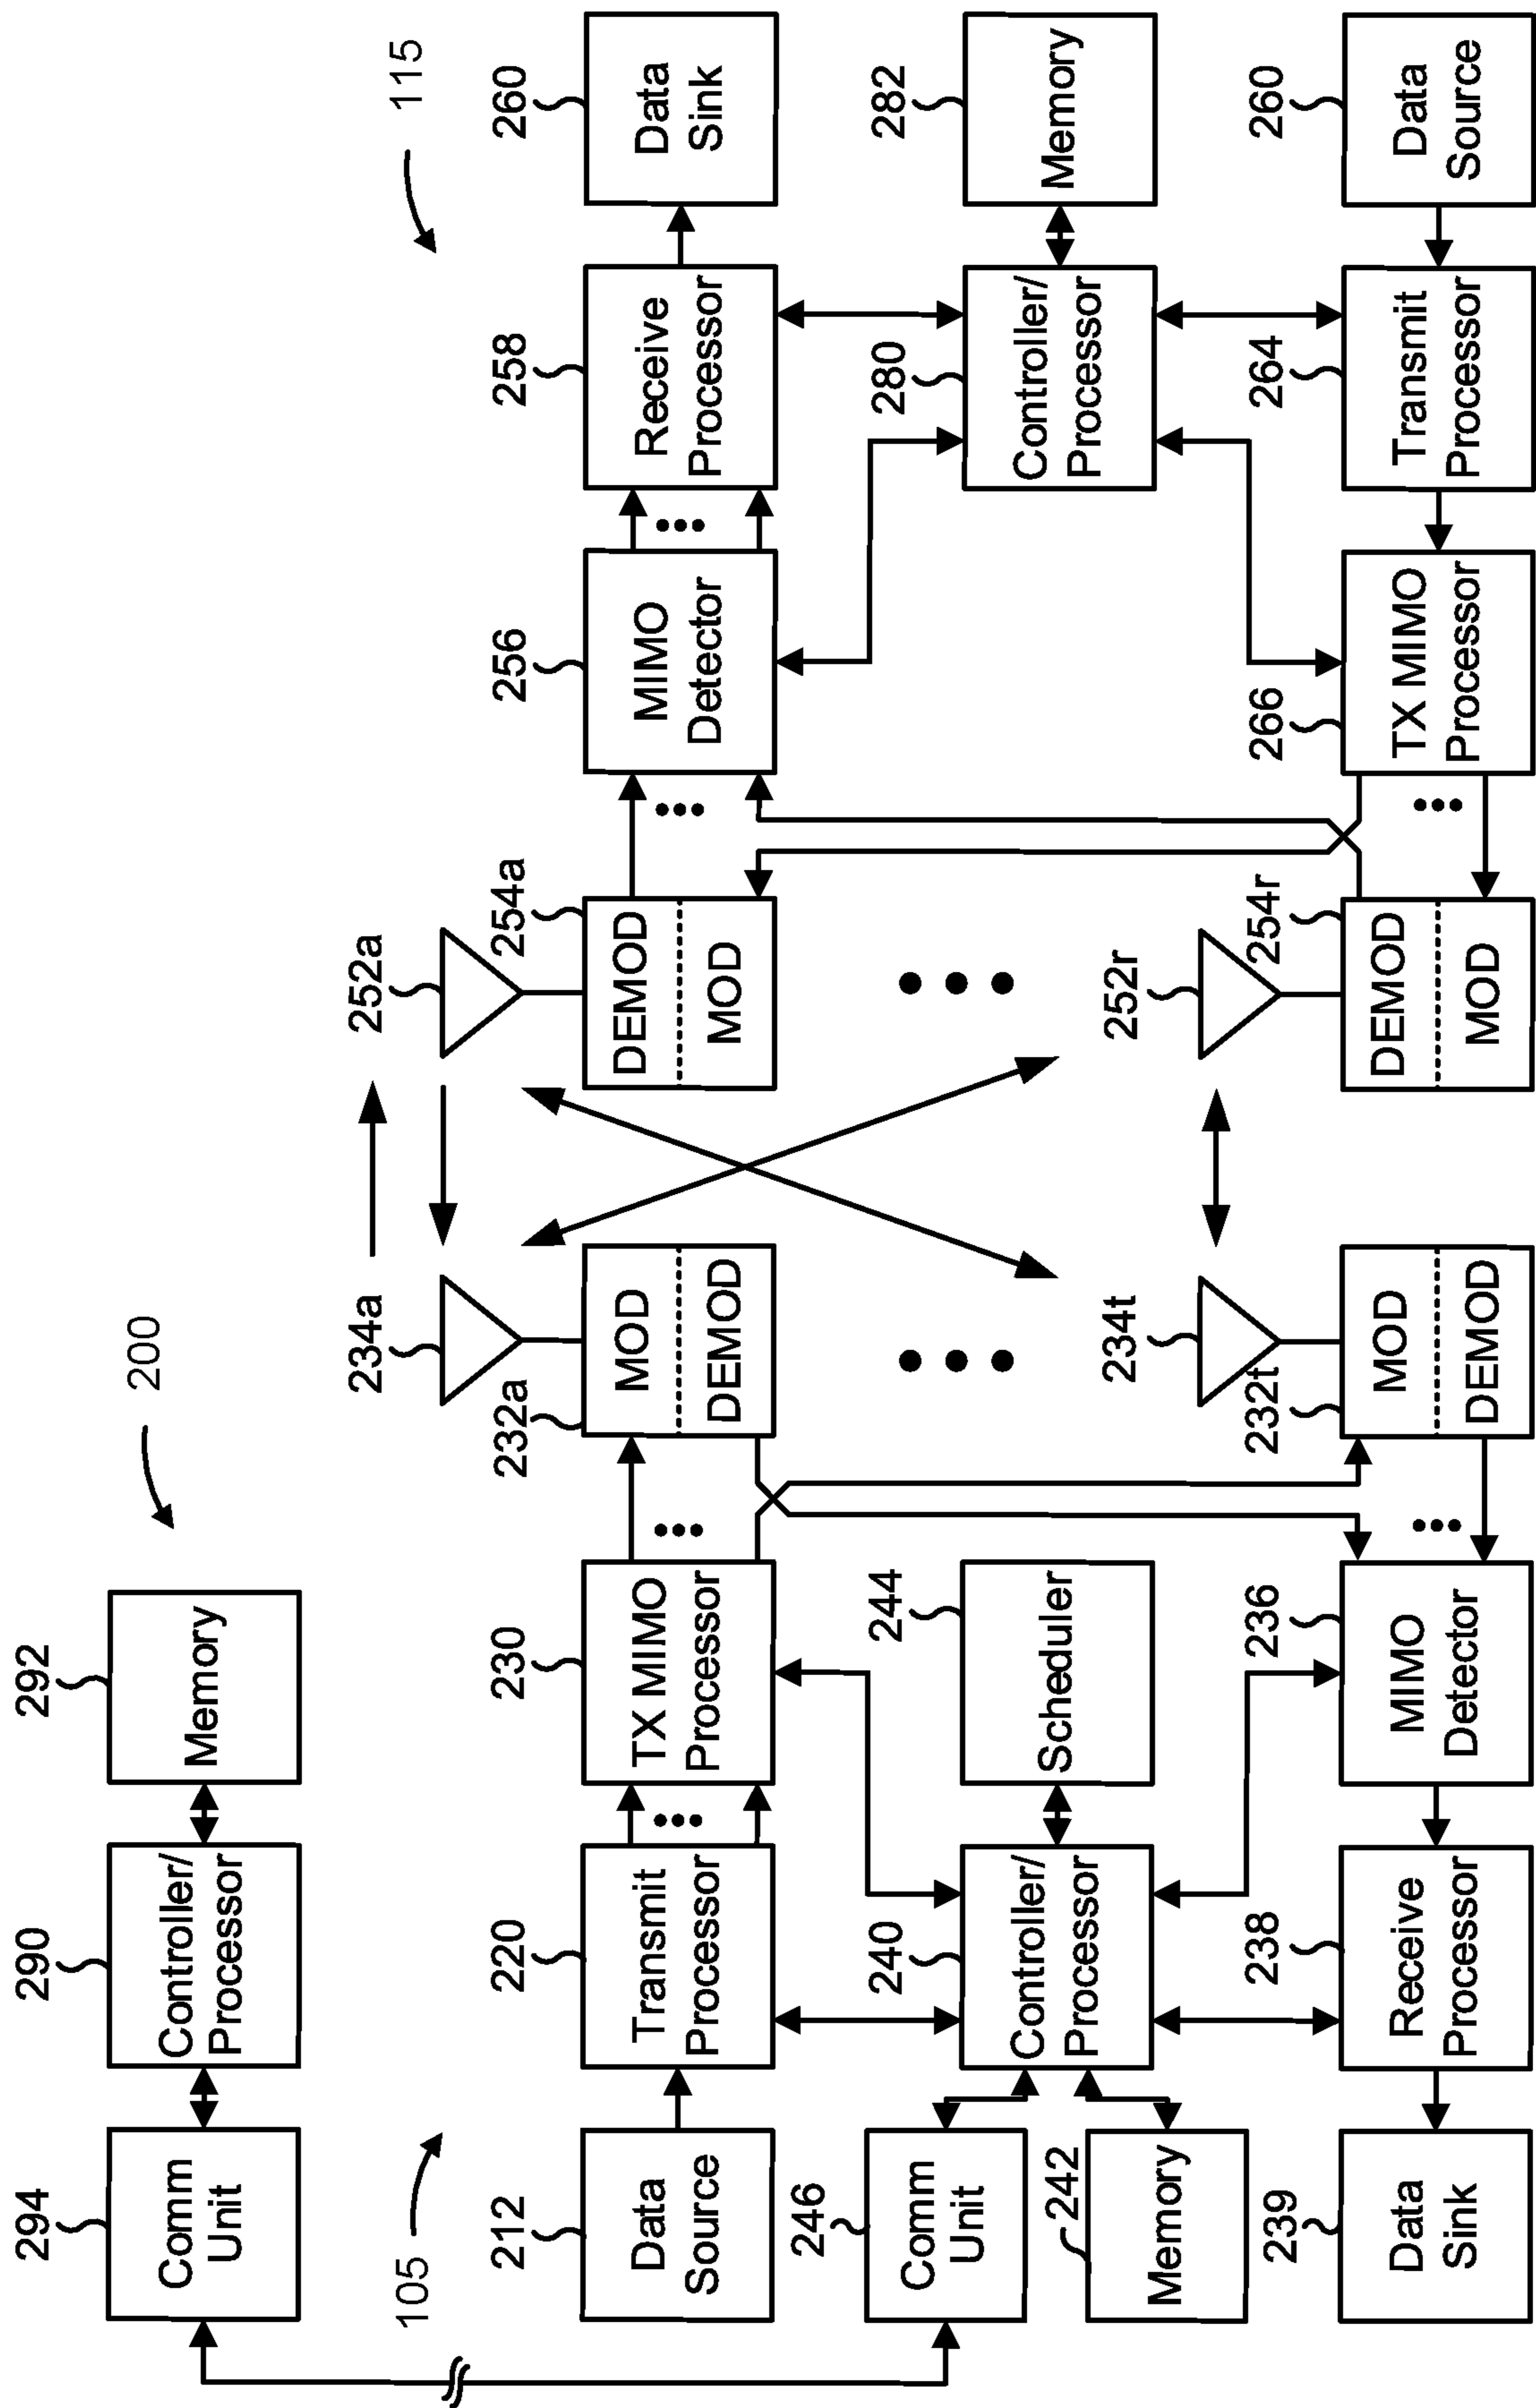 294
Comm
Unit
290
Controller/
Processor
292
Memory
200
105
115
212
Data
Source
220
Transmit
Processor
230
TX MIMO
Processor
232a
MOD
DEMOD
234a
252a
254a
DEMOD
MOD
256
MIMO
Detector
258
Receive
Processor
260
Data
Sink
246
Comm
Unit
242
Memory
240
Controller/
Processor
244
Scheduler
280
Controller/
Processor
282
Memory
239
Data
Sink
238
Receive
Processor
236
MIMO
Detector
232t
MOD
DEMOD
234t
252r
254r
DEMOD
MOD
266
TX MIMO
Processor
264
Transmit
Processor
260
Data
Source